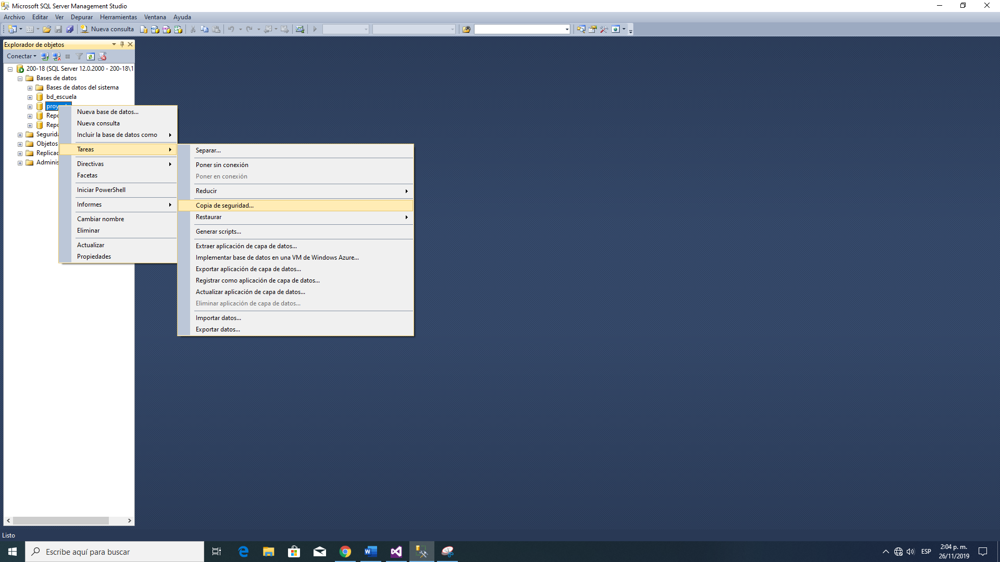 Microsoft SQL Server Management Studio
Archivo Editar Ver Depurar Herramientas Ventana Ayuda
Nueva consulta
Explorador de objetos
Conectar
200-18 (SQL Server 12.0.2000 - 200-18\1
Bases de datos
Bases de datos del sistema
bd_escuela
proy
Repo
Repo
Segurida
Objetos
Replicac
Adminis
Nueva base de datos...
Nueva consulta
Incluir la base de datos como
Tareas
Directivas
Facetas
Iniciar PowerShell
Informes
Cambiar nombre
Eliminar
Actualizar
Propiedades
Separar...
Poner sin conexión
Poner en conexión
Reducir
Copia de seguridad...
Restaurar
Generar scripts...
Extraer aplicación de capa de datos...
Implementar base de datos en una VM de Windows Azure...
Exportar aplicación de capa de datos...
Registrar como aplicación de capa de datos...
Actualizar aplicación de capa de datos...
Eliminar aplicación de capa de datos...
Importar datos...
Exportar datos...
Listo
Escribe aquí para buscar
ESP
2:04 p. m.
26/11/2019